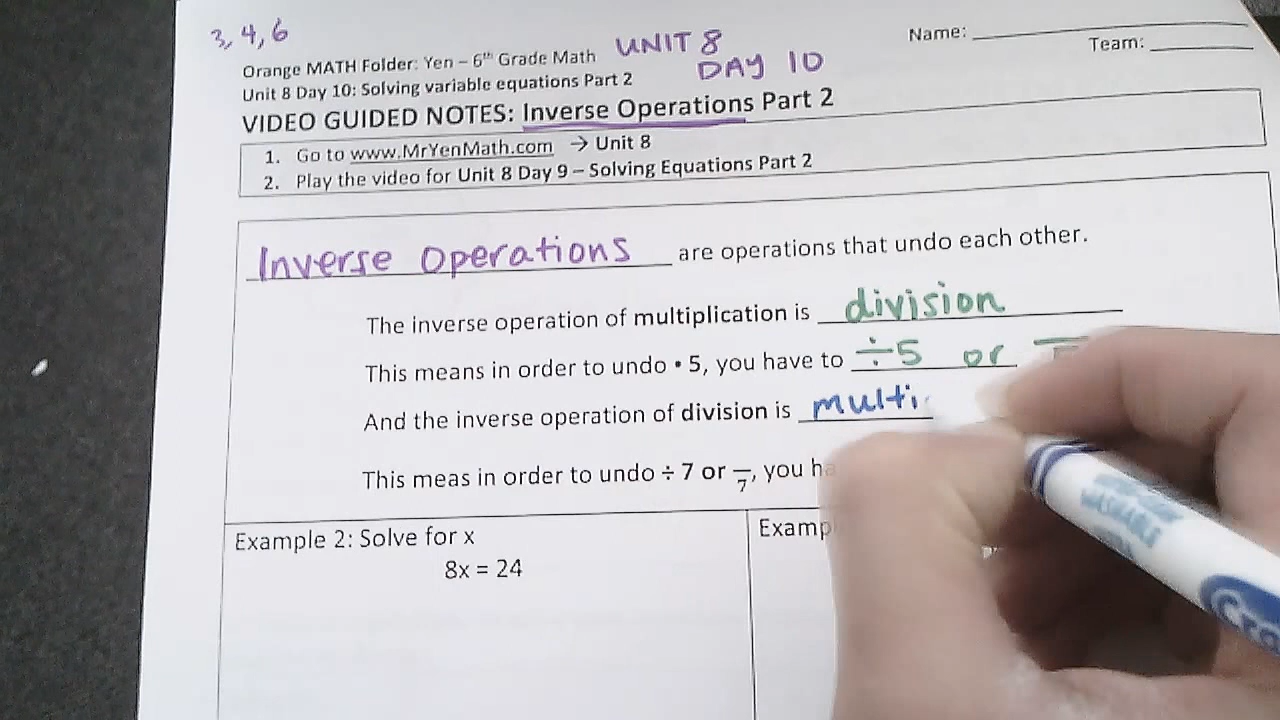 3, 4, 6
Orange MATH Folder: Yen – 6th Grade Math UNIT 8 Name: ____
Unit 8 Day 10: Solving variable equations Part 2 DAY 10 Team: ____
VIDEO GUIDED NOTES: Inverse Operations Part 2
1. Go to www.MrYenMath.com → Unit 8
2. Play the video for Unit 8 Day 9 – Solving Equations Part 2
Inverse Operations are operations that undo each other.
The inverse operation of multiplication is division
This means in order to undo • 5, you have to ÷5 or
And the inverse operation of division is multi
This meas in order to undo ÷ 7 or —/7, you ha
Example 2: Solve for x Examp
8x = 24